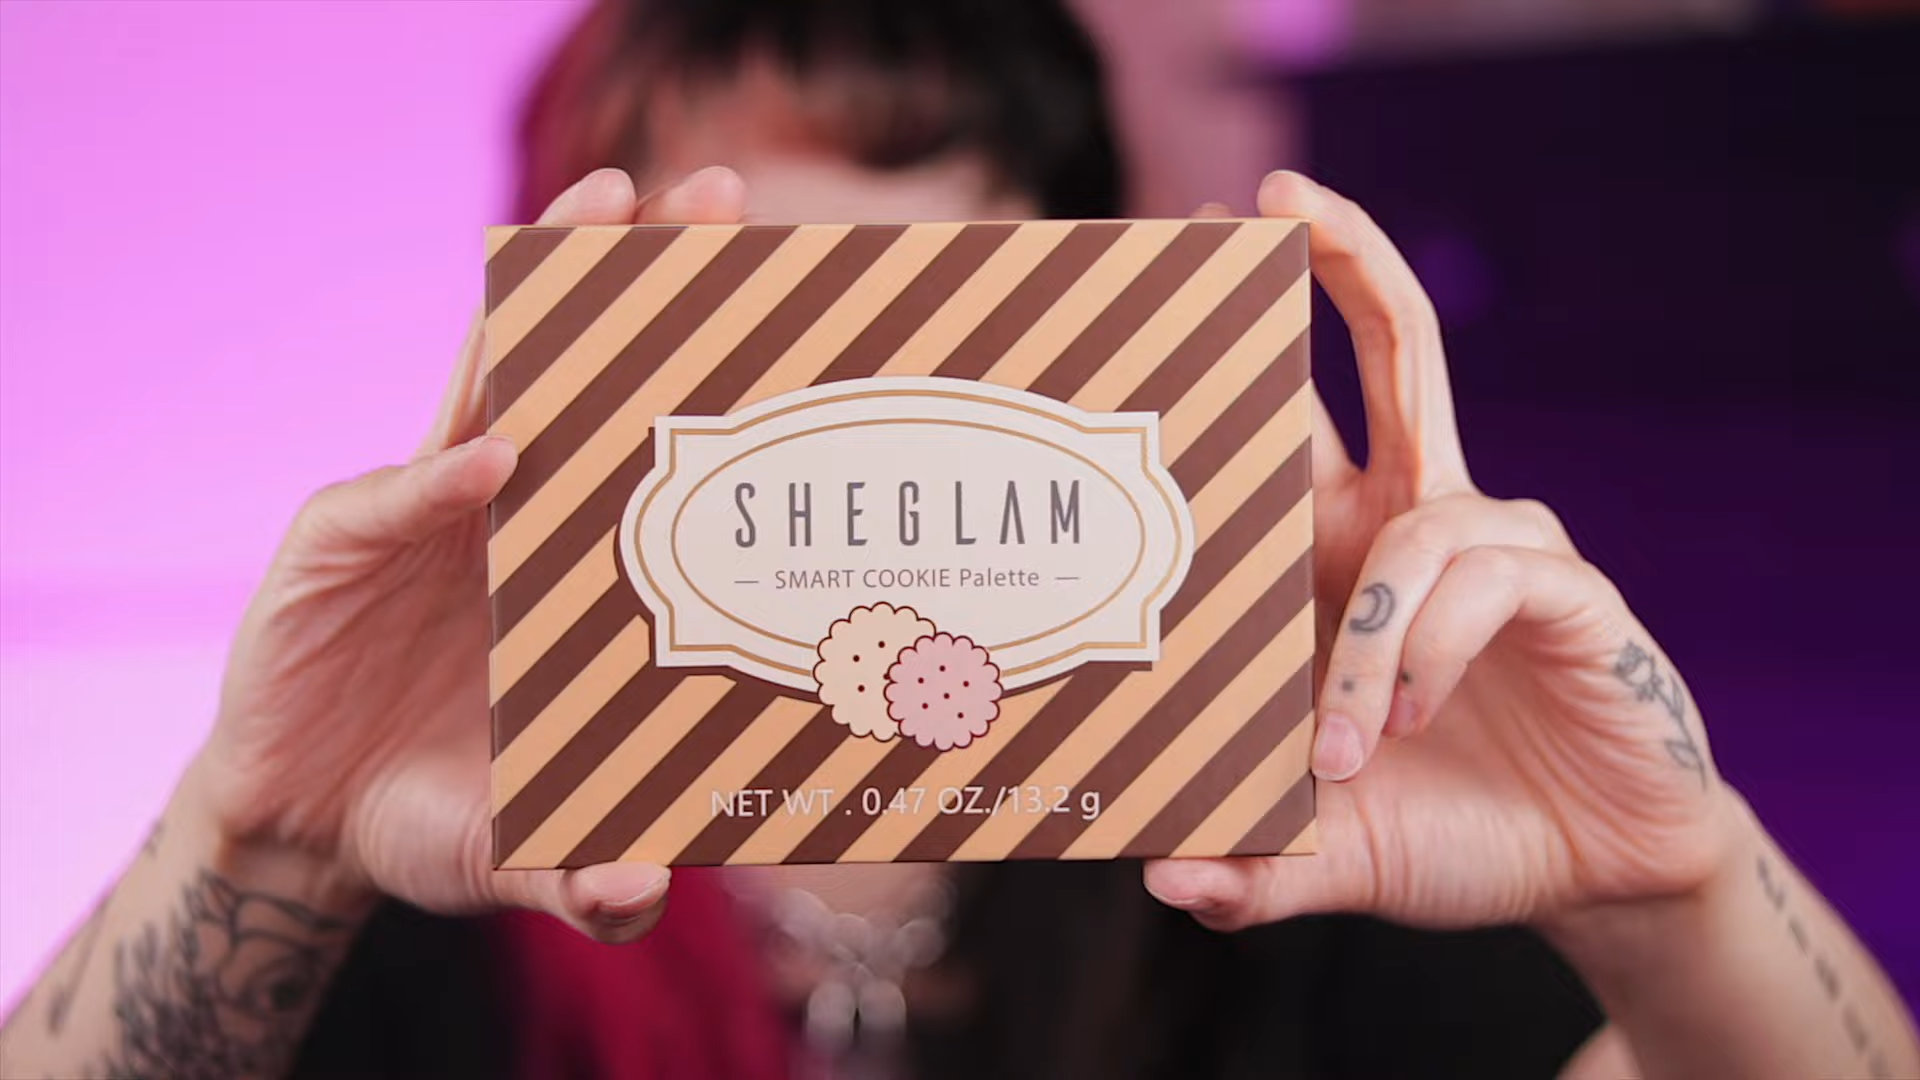 SHEGLAM
— SMART COOKIE Palette —
NET WT . 0.47 OZ./13.2 g